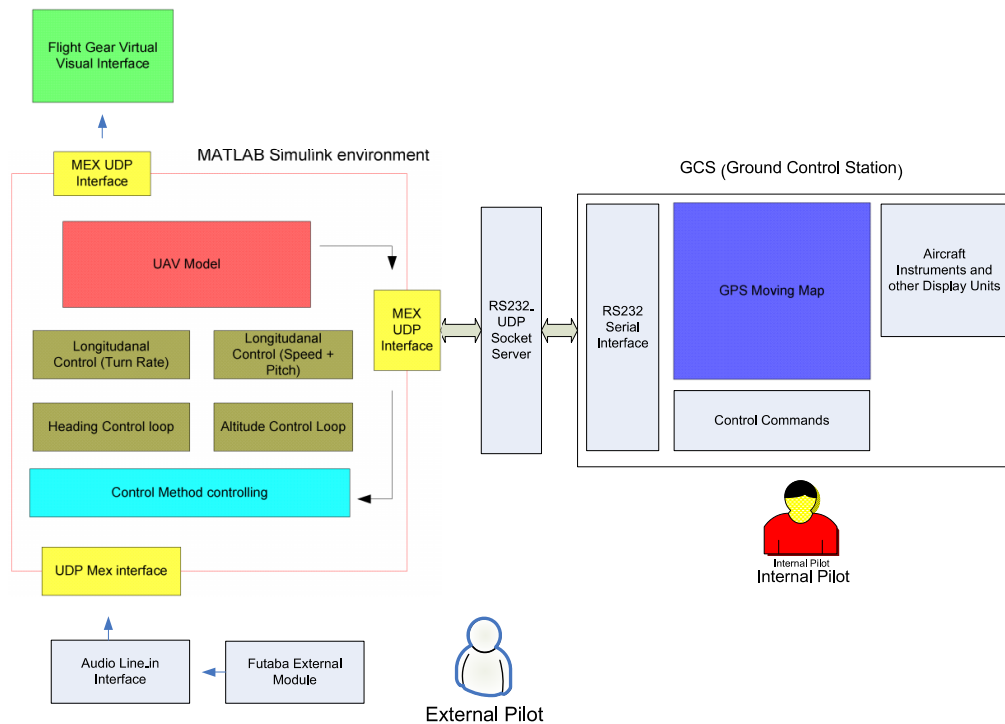 Flight Gear Virtual
Visual Interface
MATLAB Simulink environment
MEX UDP
Interface
GCS (Ground Control Station)
UAV Model
Aircraft
Instruments and
other Display Units
GPS Moving Map
MEX
UDP
Interface
RS232-
UDP
Socket
Server
RS232
Serial
Interface
Longitudanal
Control (Turn Rate)
Longitudanal
Control (Speed +
Pitch)
Heading Control loop
Altitude Control Loop
Control Commands
Control Method controlling
UDP Mex interface
Internal Pilot
Internal Pilot
Audio Line-in
Interface
Futaba External
Module
External Pilot